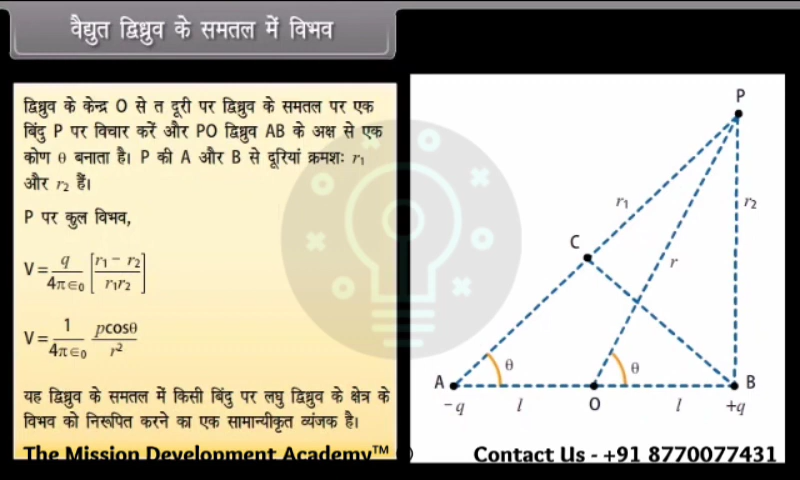 वैद्युत द्विध्रुव के समतल में विभव
द्विध्रुव के केन्द्र O से त दूरी पर द्विध्रुव के समतल पर एक
बिंदु P पर विचार करें और PO द्विध्रुव AB के अक्ष से एक
कोण θ बनाता है। P की A और B से दूरियां क्रमशः r₁
और r₂ हैं।
P पर कुल विभव,
V = q/4π∈₀ [r₁ − r₂/r₁r₂]
V = 1/4π∈₀ pcosθ/r²
यह द्विध्रुव के समतल में किसी बिंदु पर लघु द्विध्रुव के क्षेत्र के
विभव को निरूपित करने का एक सामान्यीकृत व्यंजक है।
P
r₁
r₂
C
r
θ
θ
A
B
−q
l
O
l
+q
The Mission Development Academy™
Contact Us - +91 8770077431